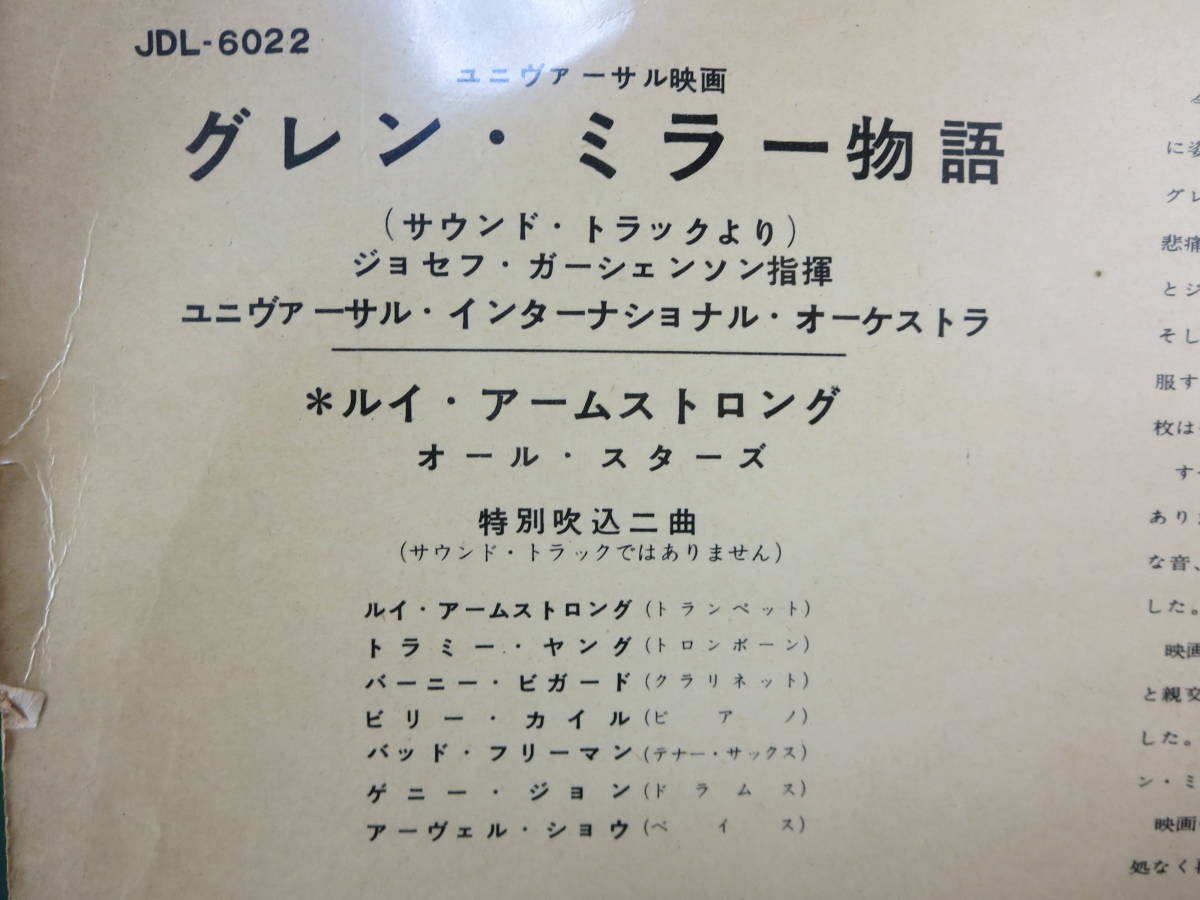 JDL-6022
ユニヴァーサル映画
グレン・ミラー物語
(サウンド・トラックより)
ジョセフ・ガーシェンソン指揮
ユニヴァーサル・インターナショナル・オーケストラ
*ルイ・アームストロング
オール・スターズ
特別吹込二曲
(サウンド・トラックではありません)
ルイ・アームストロング(トランペット)
トラミー・ヤング(トロンボーン)
バーニー・ビガード(クラリネット)
ビリー・カイル(ピアノ)
バッド・フリーマン(テナー・サックス)
ゲニー・ジョン(ドラムス)
アーヴェル・ショウ(ベイス)
に姿
グレ
悲痛
とジ
そし
服す
枚は
すべ
あり
な音、
した。
映画
と親交
した。
ン・ミ
映画
処なく